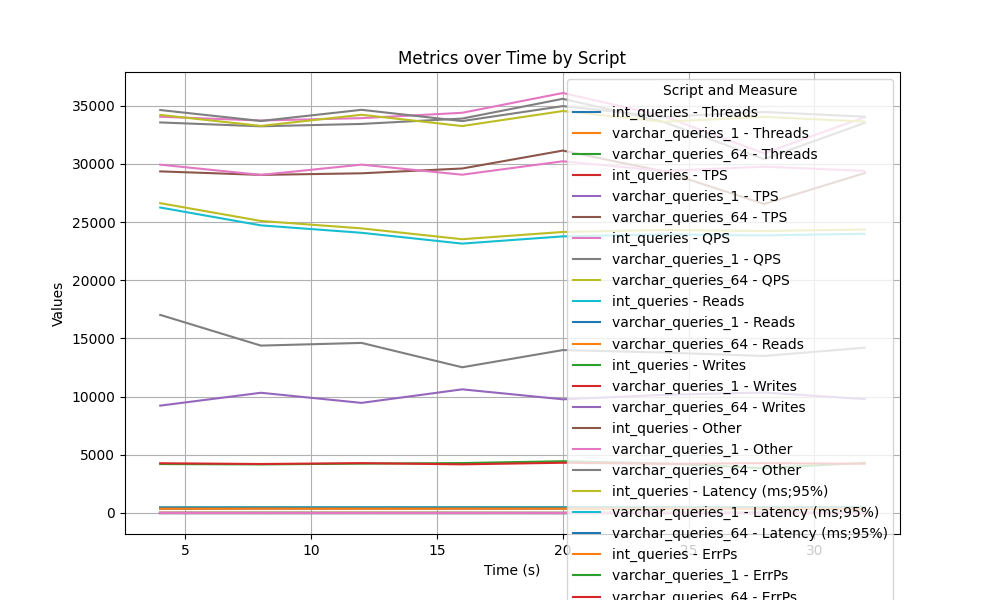 Metrics over Time by Script
Values
35000
30000
25000
20000
15000
10000
5000
0
5
10
15
20
25
30
Time (s)
Script and Measure
int_queries - Threads
varchar_queries_1 - Threads
varchar_queries_64 - Threads
int_queries - TPS
varchar_queries_1 - TPS
varchar_queries_64 - TPS
int_queries - QPS
varchar_queries_1 - QPS
varchar_queries_64 - QPS
int_queries - Reads
varchar_queries_1 - Reads
varchar_queries_64 - Reads
int_queries - Writes
varchar_queries_1 - Writes
varchar_queries_64 - Writes
int_queries - Other
varchar_queries_1 - Other
varchar_queries_64 - Other
int_queries - Latency (ms;95%)
varchar_queries_1 - Latency (ms;95%)
varchar_queries_64 - Latency (ms;95%)
int_queries - ErrPs
varchar_queries_1 - ErrPs
varchar_queries_64 - ErrPs